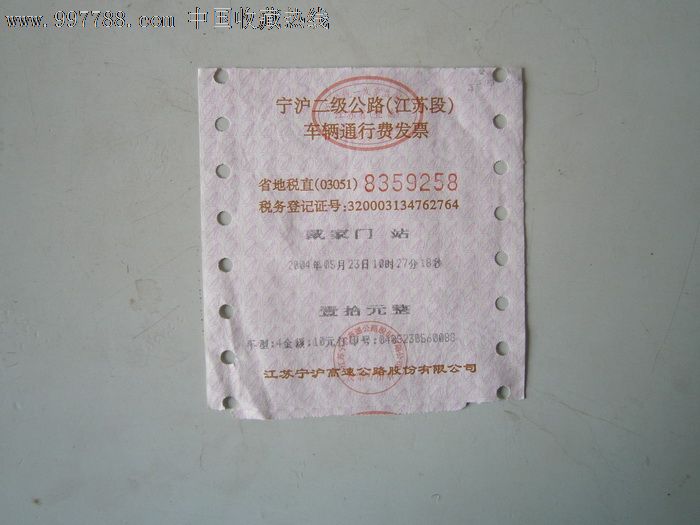 www.997788.com 中国收藏热线
宁沪二级公路(江苏段)
车辆通行费发票
省地税直(03051) 8359258
税务登记证号:320003134762764
家门 站
2004年05月23日10时27分18秒
壹拾元整
车型:4金额:10元 号:
江苏宁沪高速公路股份有限公司